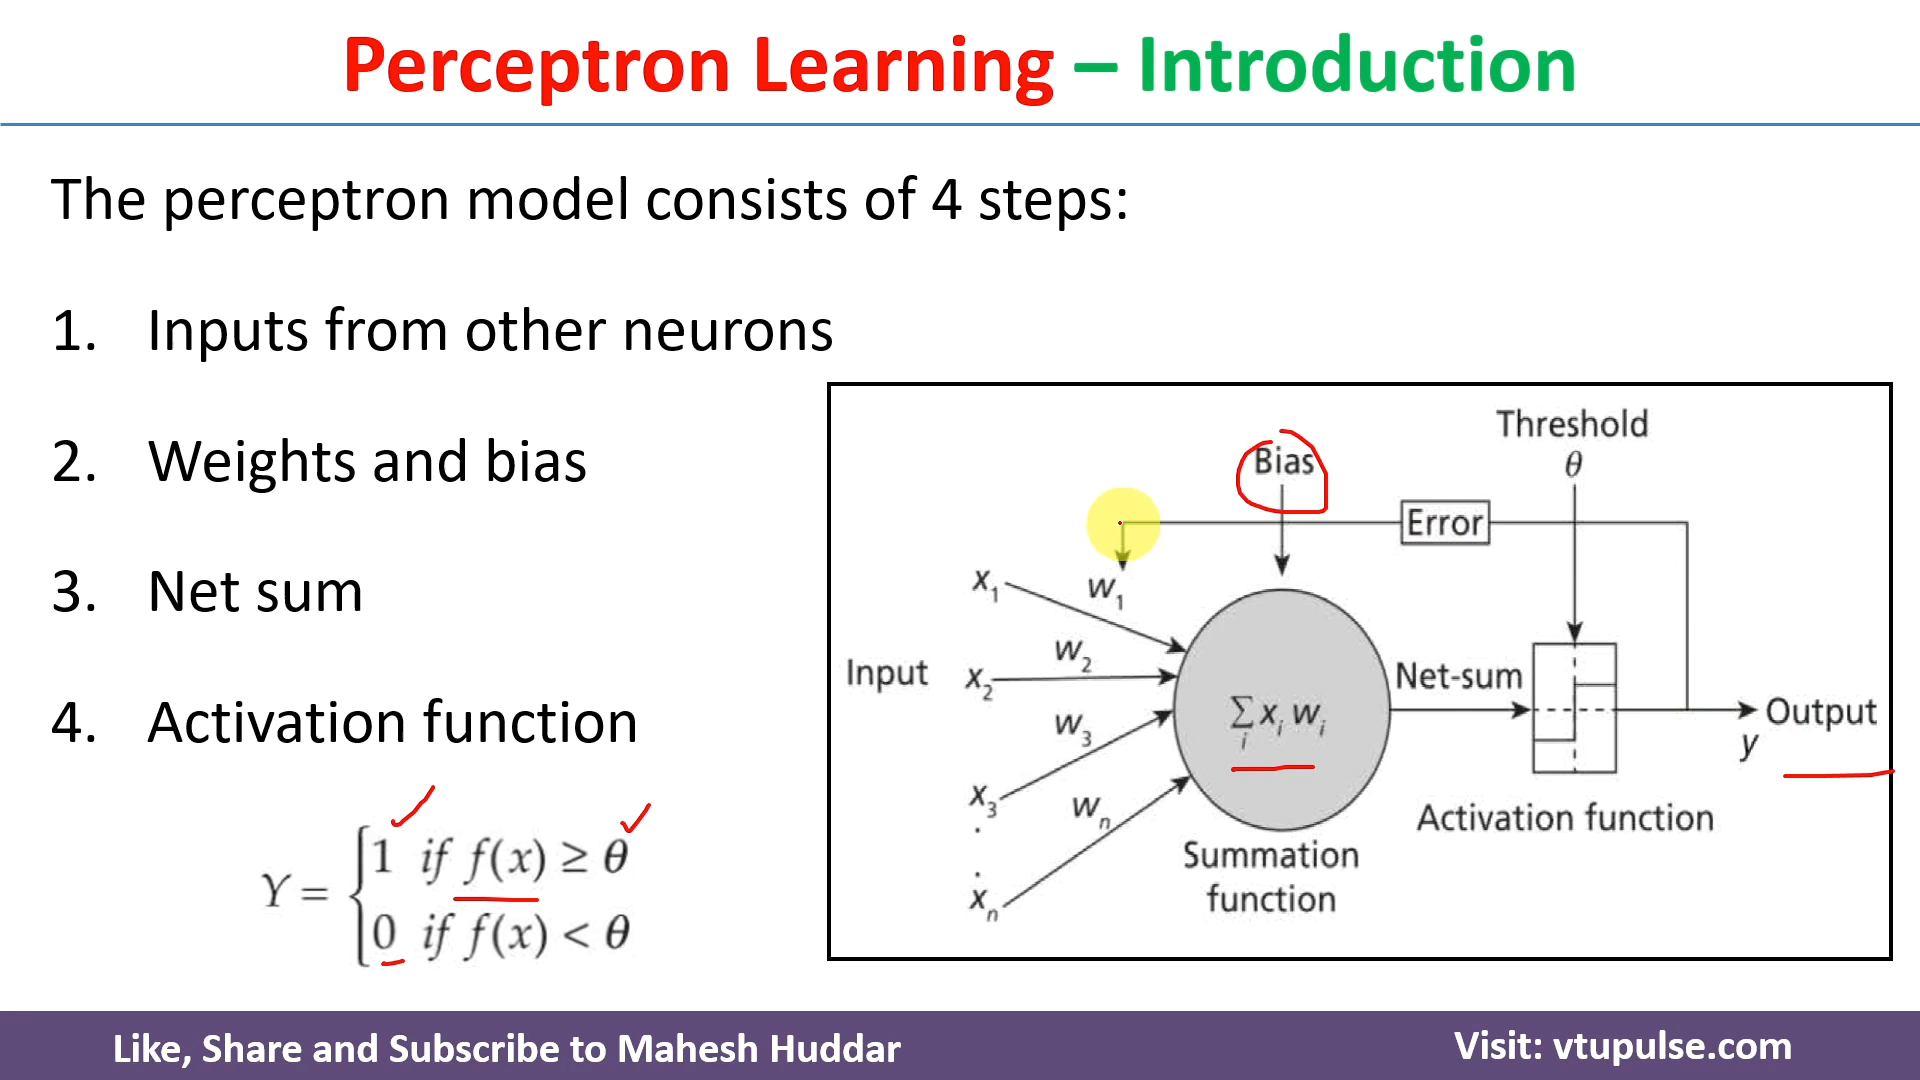 Perceptron Learning – Introduction
The perceptron model consists of 4 steps:
1. Inputs from other neurons
2. Weights and bias
3. Net sum
4. Activation function
Y = {1 if f(x) ≥ θ
0 if f(x) < θ
Threshold
θ
Bias
Error
x₁ w₁
Input x₂ w₂
Net-sum
w₃
∑ᵢ xᵢ wᵢ
Output
y
x₃ wₙ
Activation function
Summation
function
xₙ
Like, Share and Subscribe to Mahesh Huddar
Visit: vtupulse.com